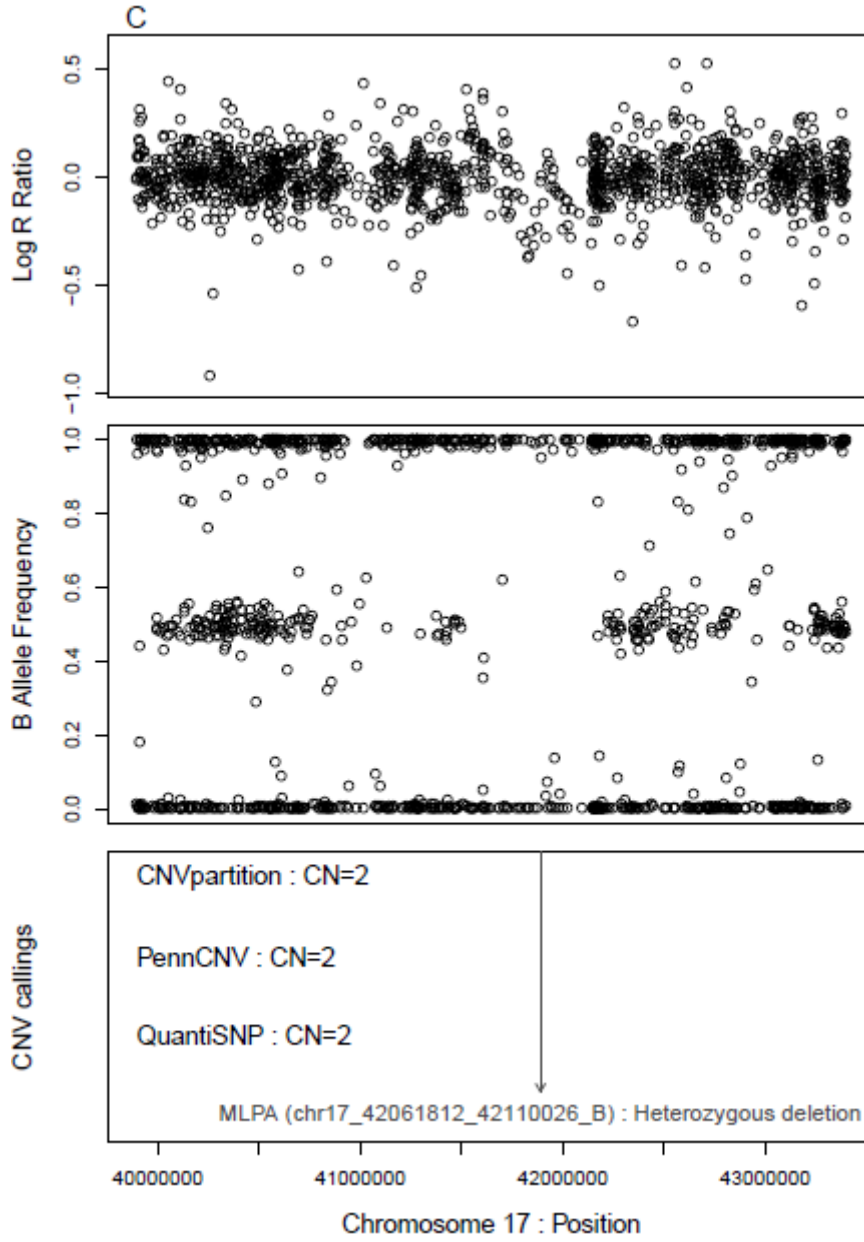 C
Log R Ratio
0.5
0.0
−0.5
−1.0
B Allele Frequency
1.0
0.8
0.6
0.4
0.2
0.0
CNV callings
CNVpartition : CN=2
PennCNV : CN=2
QuantiSNP : CN=2
MLPA (chr17_42061812_42110026_B) : Heterozygous deletion
40000000 41000000 42000000 43000000
Chromosome 17 : Position